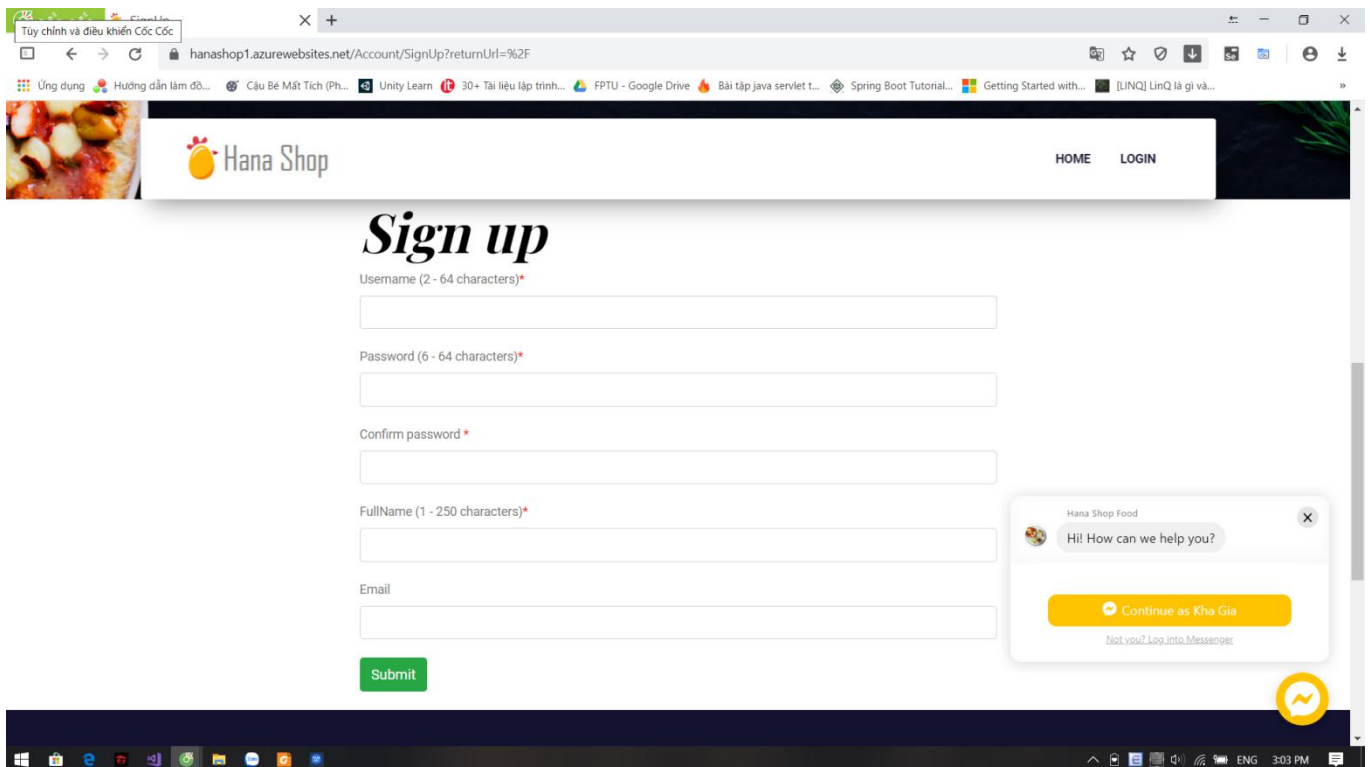 SignUp
Tùy chỉnh và điều khiển Cốc Cốc
hanashop1.azurewebsites.net/Account/SignUp?returnUrl=%2F
Ứng dụng Hướng dẫn làm đồ... Cậu Bé Mất Tích (Ph... Unity Learn 30+ Tài liệu lập trình... FPTU - Google Drive Bài tập java servlet t... Spring Boot Tutorial... Getting Started with... [LINQ] LinQ là gì và... »
Hana Shop HOME LOGIN
Sign up
Username (2 - 64 characters)*
Password (6 - 64 characters)*
Confirm password *
FullName (1 - 250 characters)*
Email
Submit
Hana Shop Food
Hi! How can we help you?
Continue as Kha Gia
Not you? Log into Messenger
ENG 3:03 PM